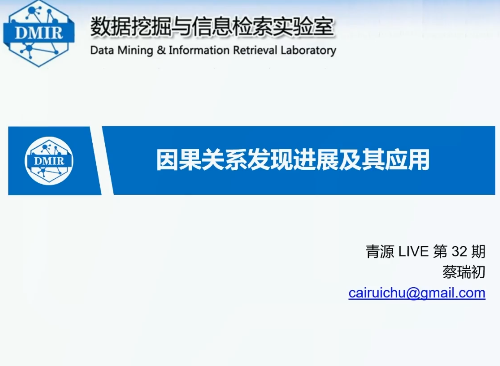 DMIR
数据挖掘与信息检索实验室
Data Mining & Information Retrieval Laboratory
DMIR
因果关系发现进展及其应用
青源 LIVE 第 32 期
蔡瑞初
cairuichu@gmail.com